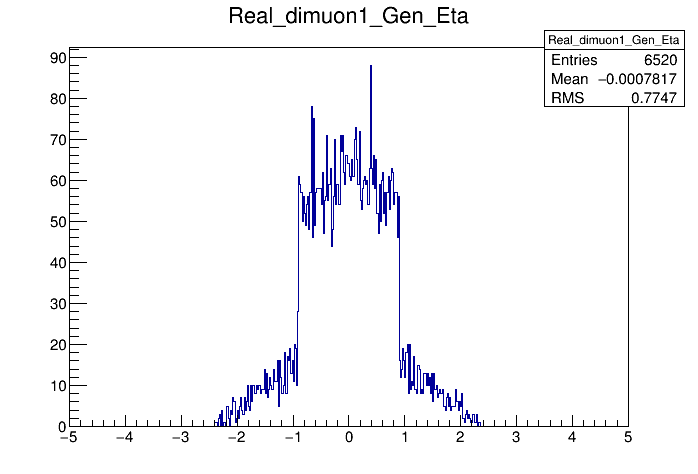 Real_dimuon1_Gen_Eta
Real_dimuon1_Gen_Eta
Entries 6520
Mean −0.0007817
RMS 0.7747
90
80
70
60
50
40
30
20
10
0
−5 −4 −3 −2 −1 0 1 2 3 4 5